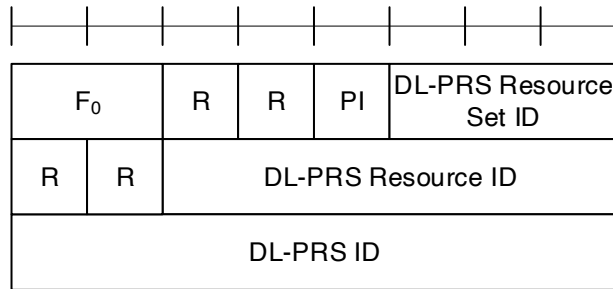 F₀ R R PI DL-PRS Resource
Set ID
R R DL-PRS Resource ID
DL-PRS ID